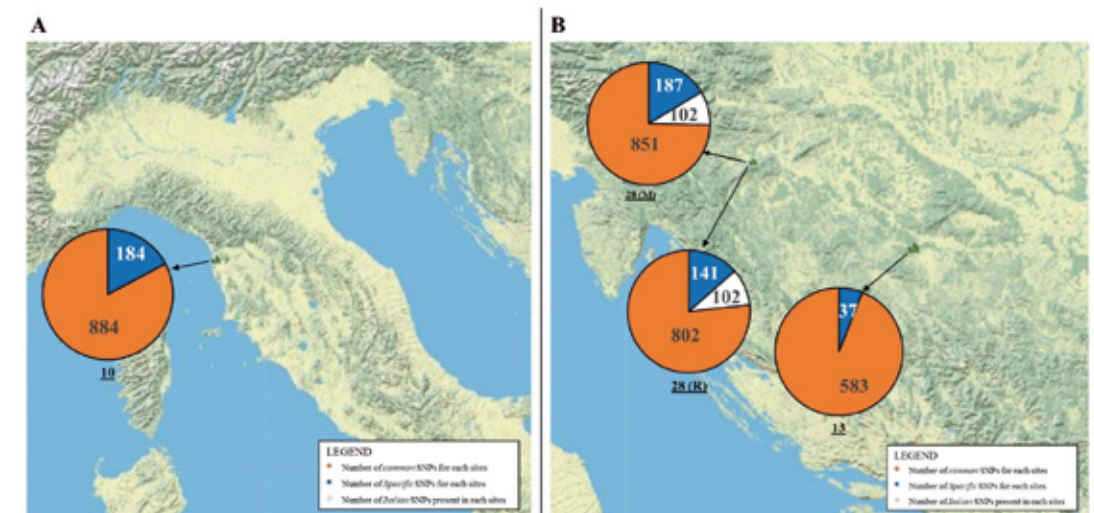 A
184
884
10
LEGEND
Number of common SNPs for each sites
Number of Specific SNPs for each sites
Number of Italian SNPs present in each sites
B
187
102
851
28 (M)
141
102
802
28 (R)
37
583
13
LEGEND
Number of common SNPs for each sites
Number of Specific SNPs for each sites
Number of Italian SNPs present in each sites